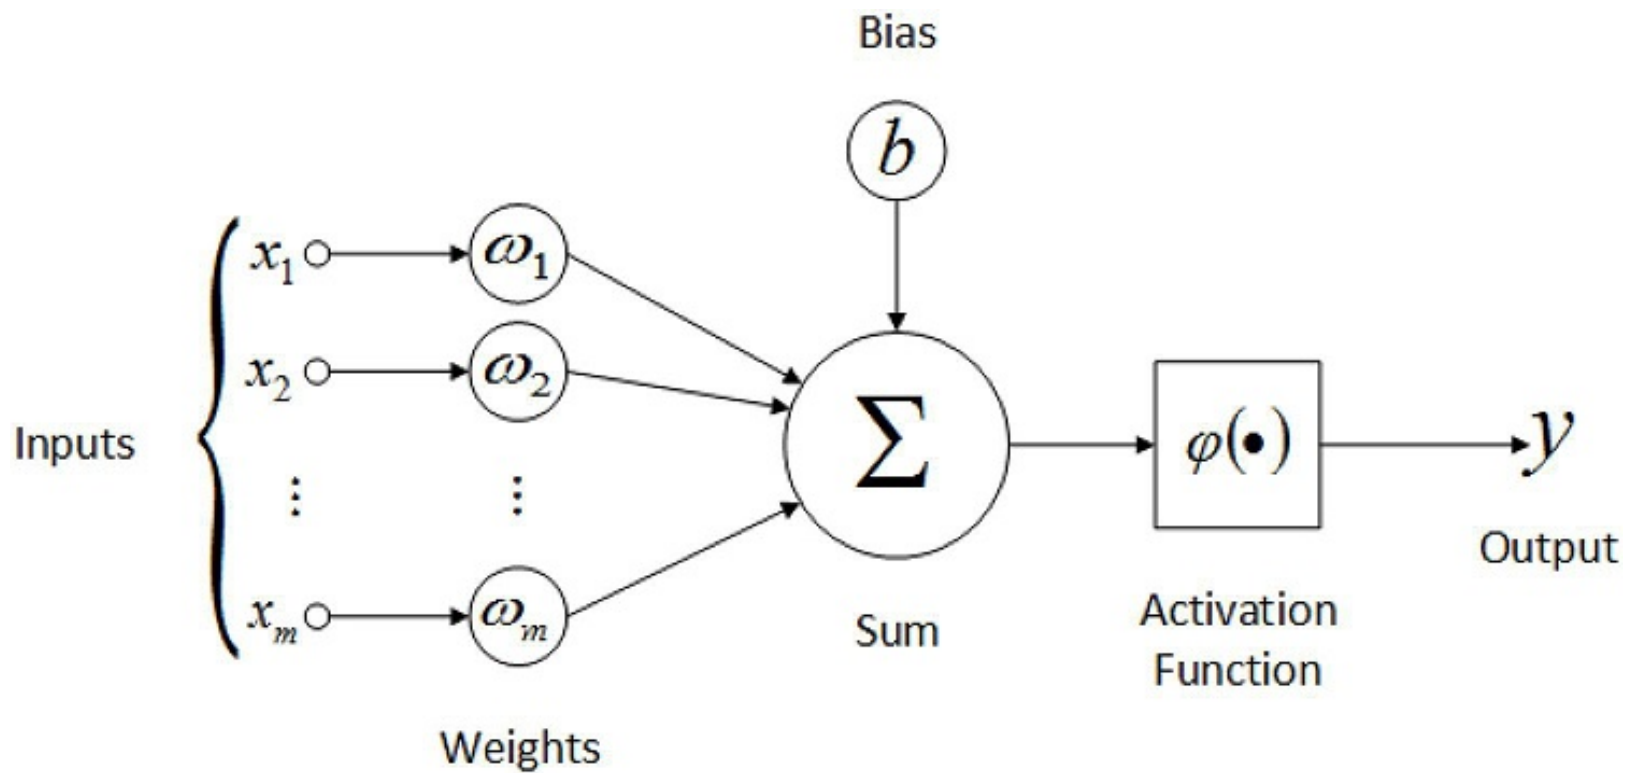 Bias
b
x₁
ω₁
x₂
ω₂
Inputs
⋮
⋮
Σ
φ(•)
y
Output
xₘ
ωₘ
Sum
Activation
Function
Weights